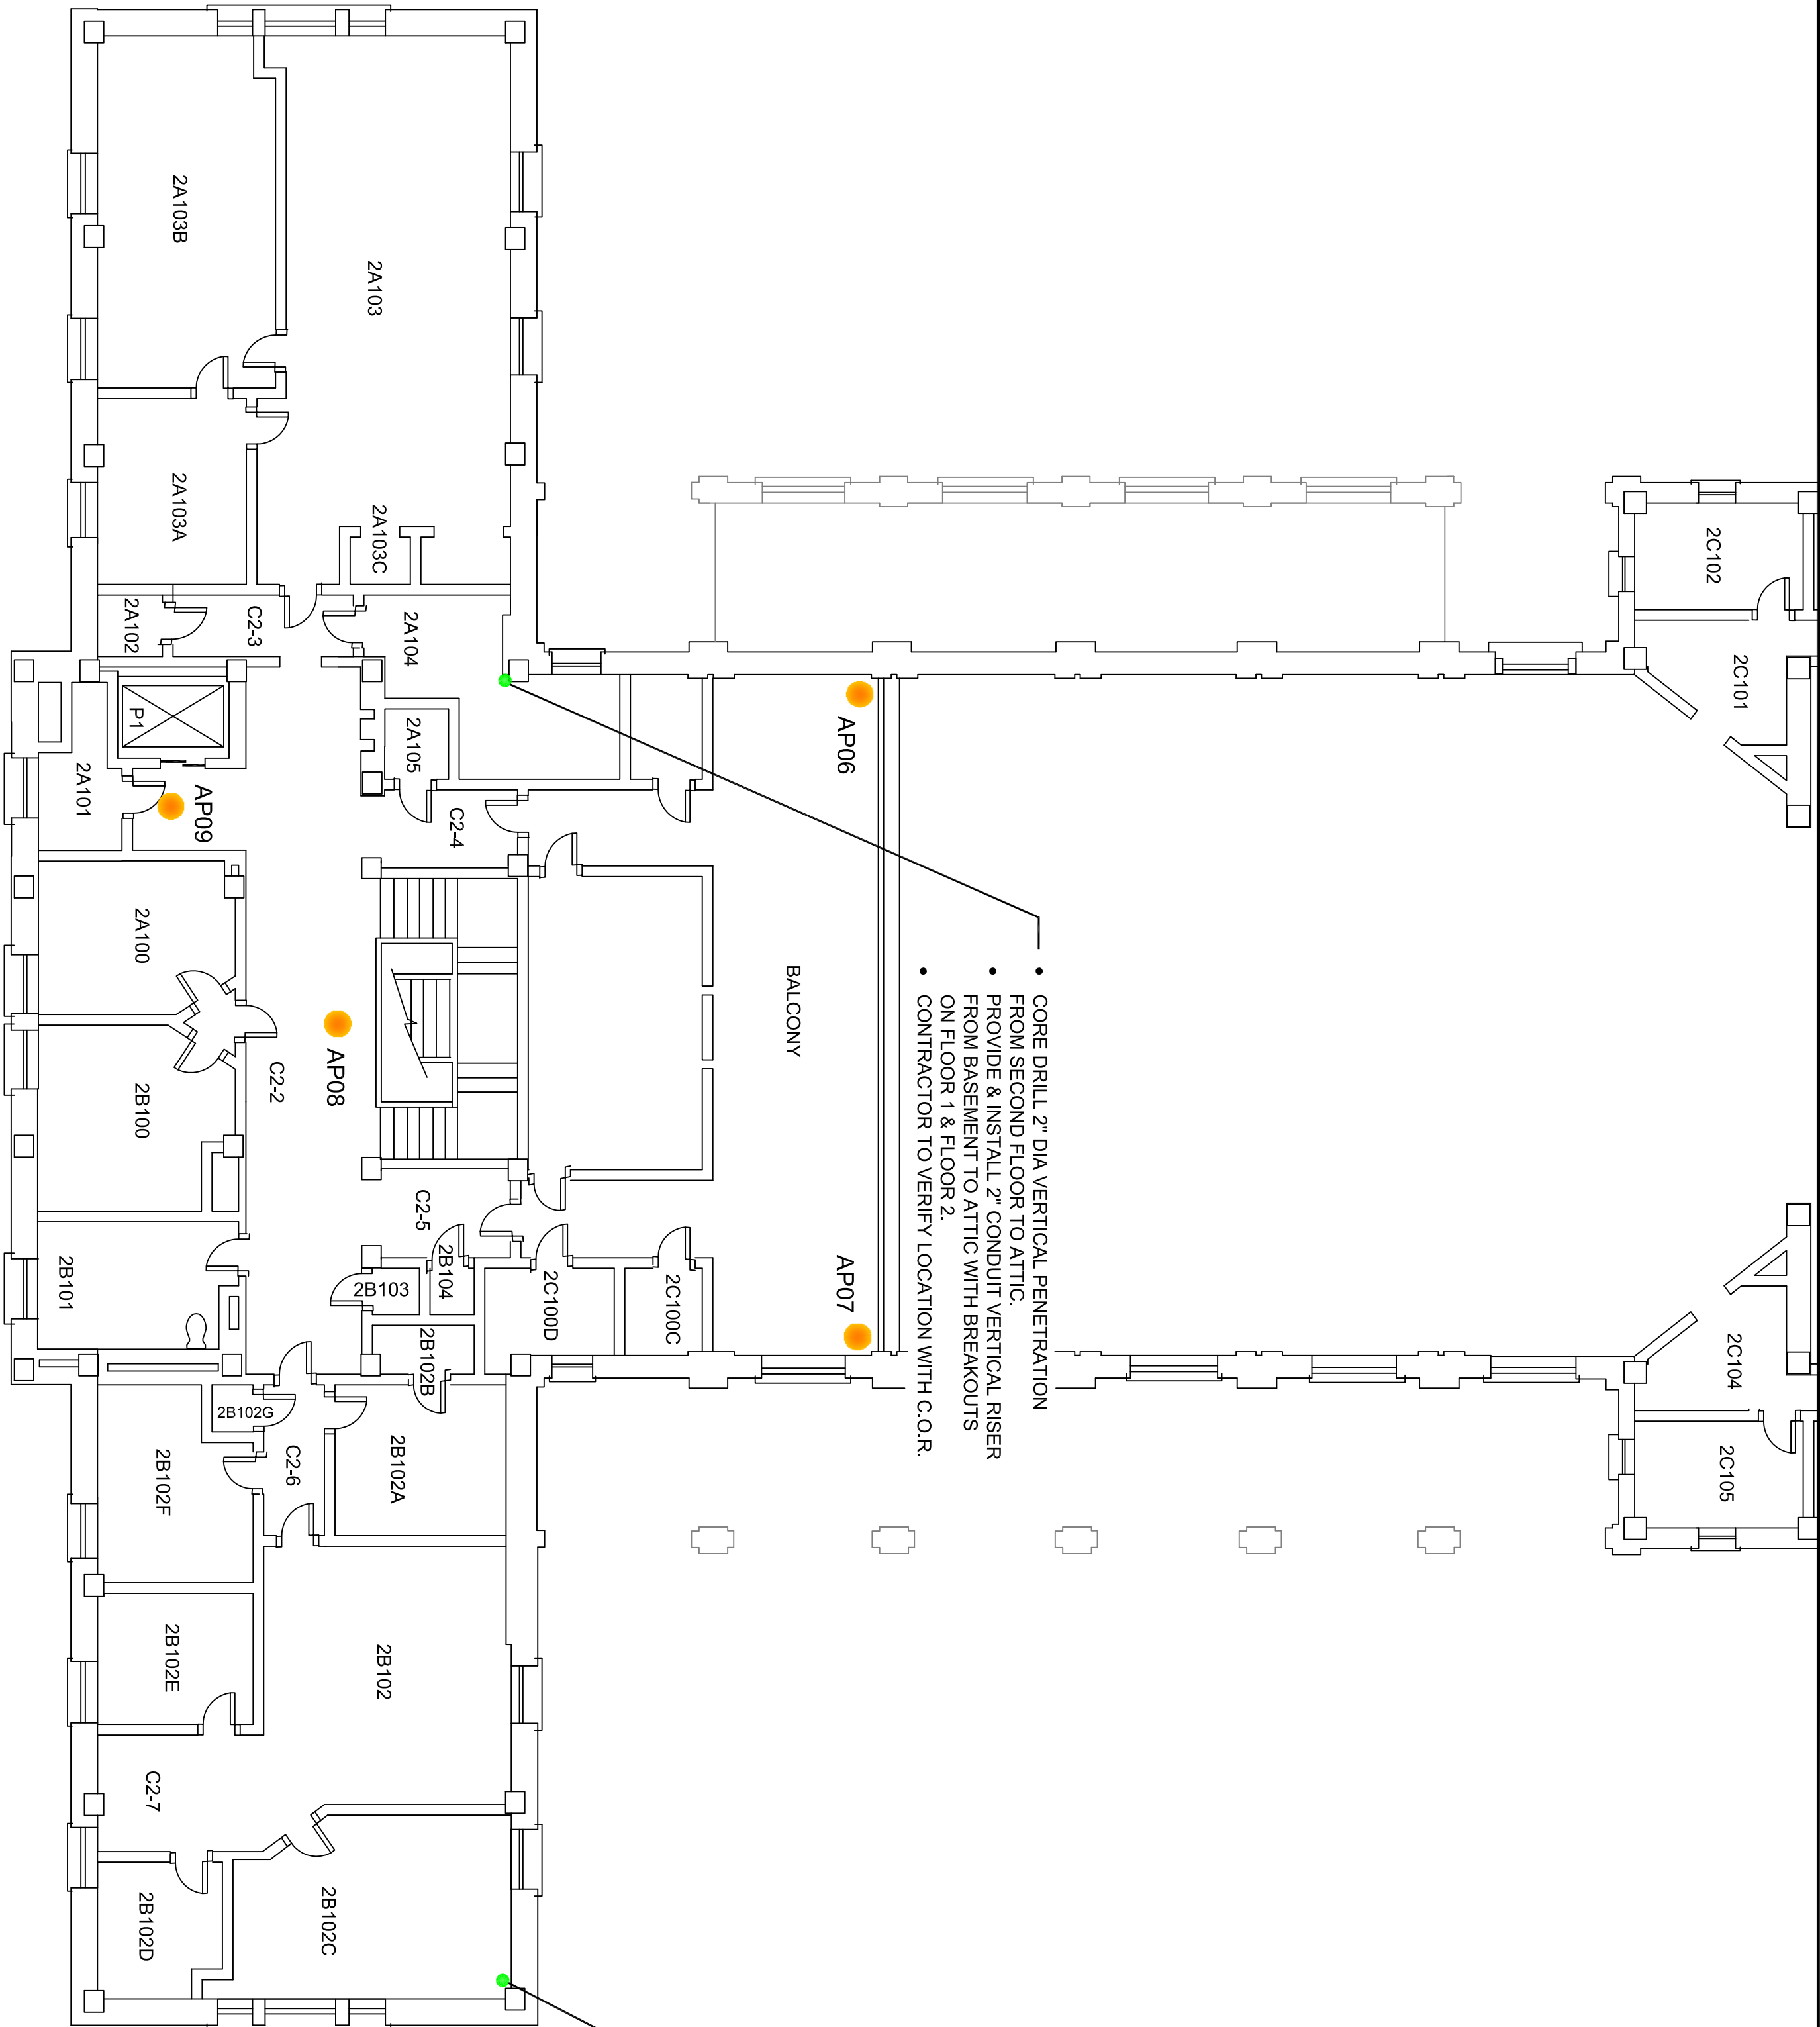 2A103B
2A103
2A103A
2A103C
2A102
C2-3
2A104
P1
2A105
2A101
AP09
C2-4
AP06
2C102
2C101
2A100
2B100
C2-2
AP08
BALCONY
• CORE DRILL 2" DIA VERTICAL PENETRATION
FROM SECOND FLOOR TO ATTIC.
• PROVIDE & INSTALL 2" CONDUIT VERTICAL RISER
FROM BASEMENT TO ATTIC WITH BREAKOUTS
ON FLOOR 1 & FLOOR 2.
• CONTRACTOR TO VERIFY LOCATION WITH C.O.R.
C2-5
2B104
2B103
2B101
2C100D
2C100C
AP07
2B102B
2C104
2C105
2B102G
C2-6
2B102A
2B102F
2B102E
2B102
C2-7
2B102D
2B102C